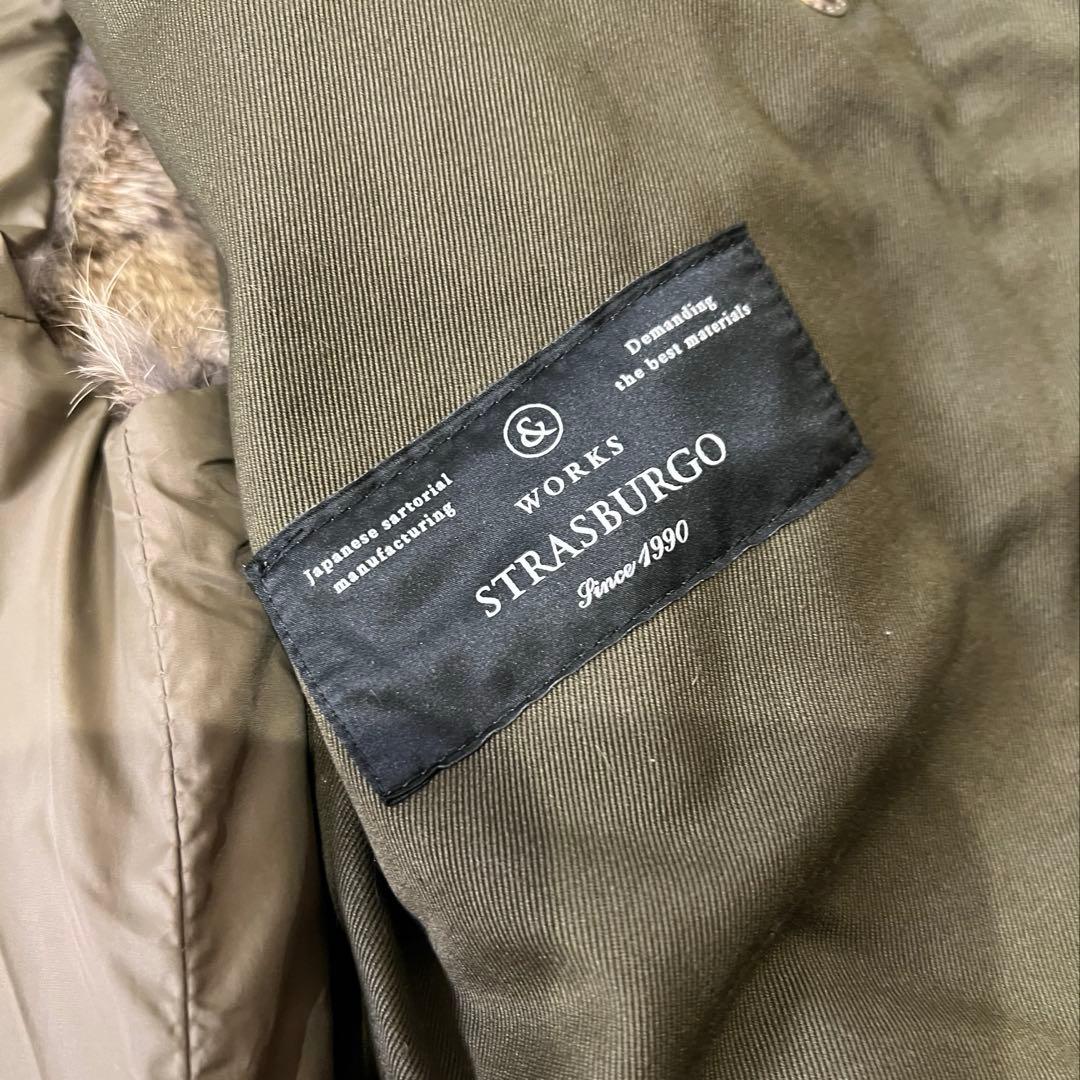 Demanding
the best materials
&
WORKS
STRASBURGO
Since 1990
Japanese sartorial
manufacturing